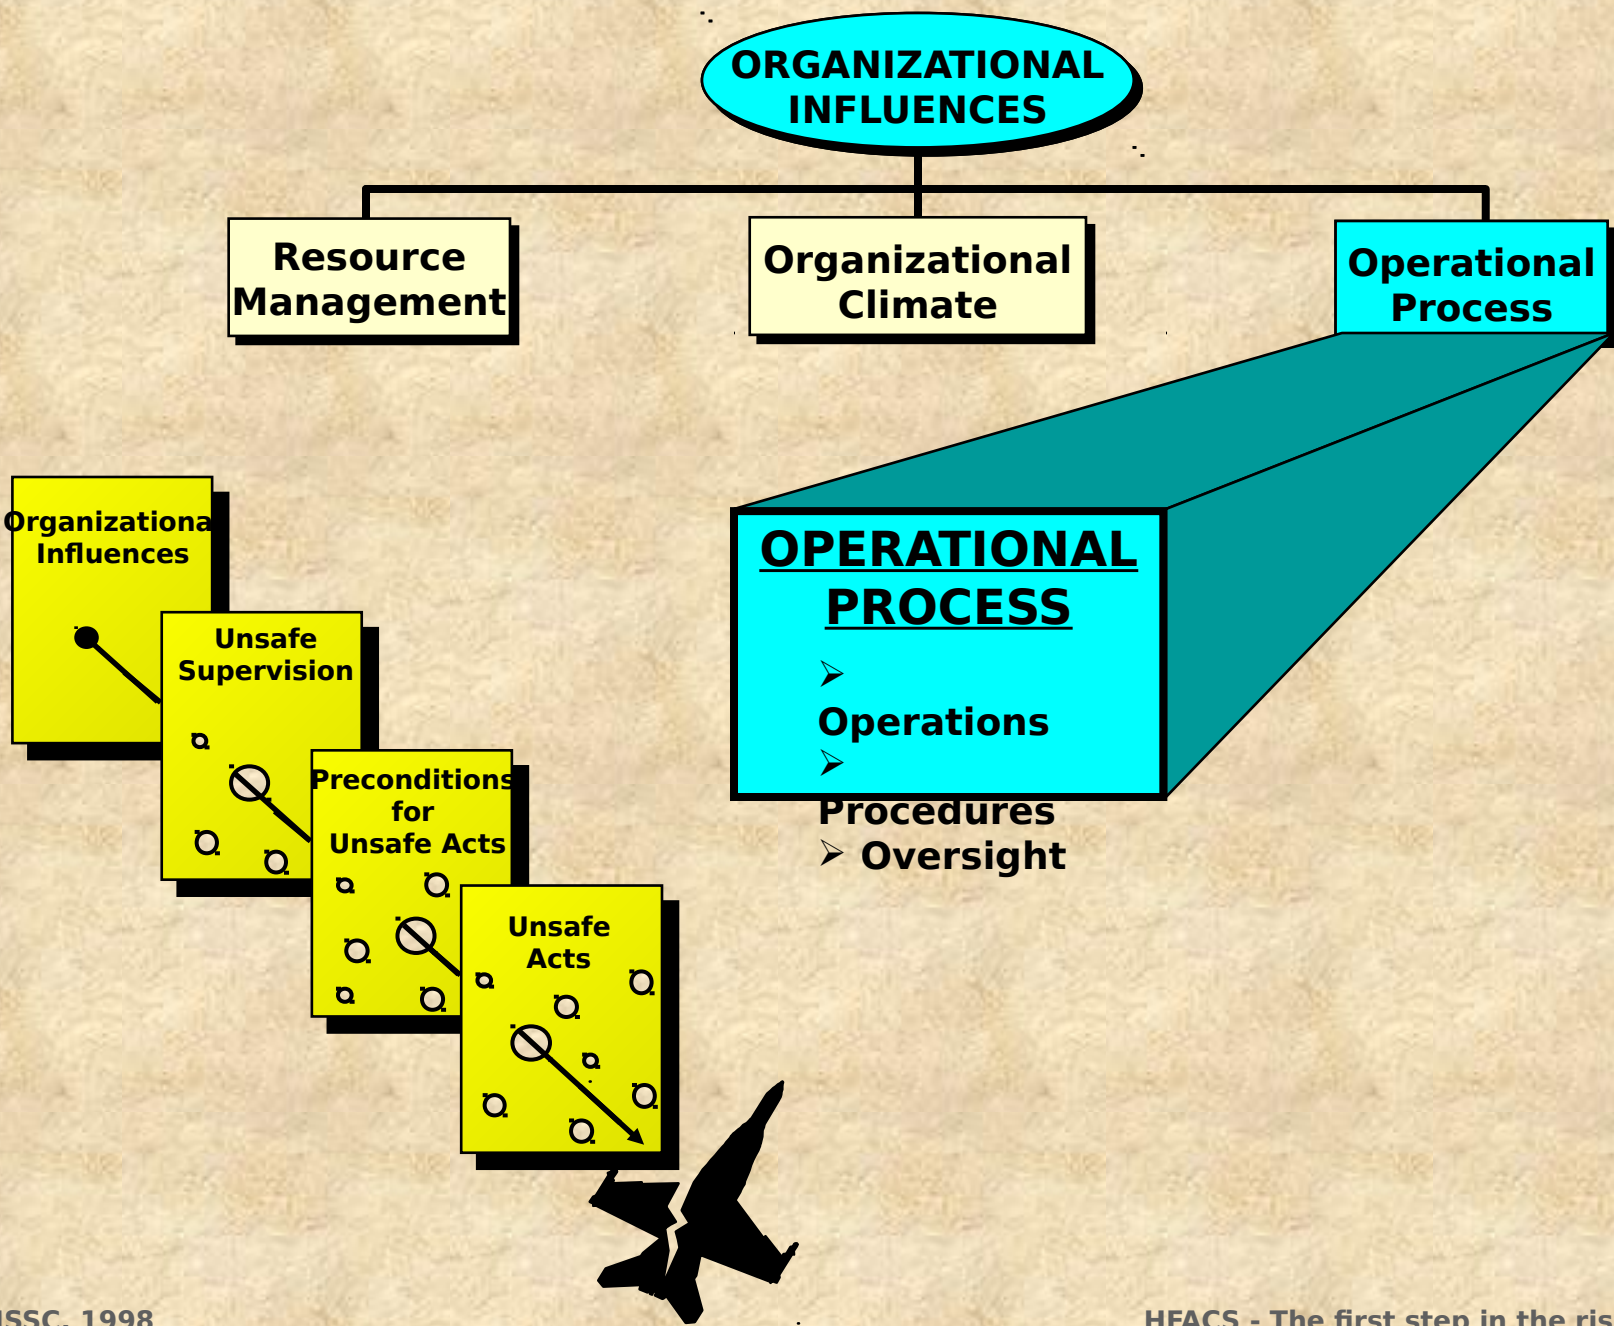 ORGANIZATIONAL
INFLUENCES
Resource
Management
Organizational
Climate
Operational
Process
OPERATIONAL
PROCESS
➢
Operations
➢
Procedures
➢ Oversight
Organizationa
Influences
Unsafe
Supervision
Preconditions
for
Unsafe Acts
Unsafe
Acts
SSC, 1998
HFACS - The first step in the ris